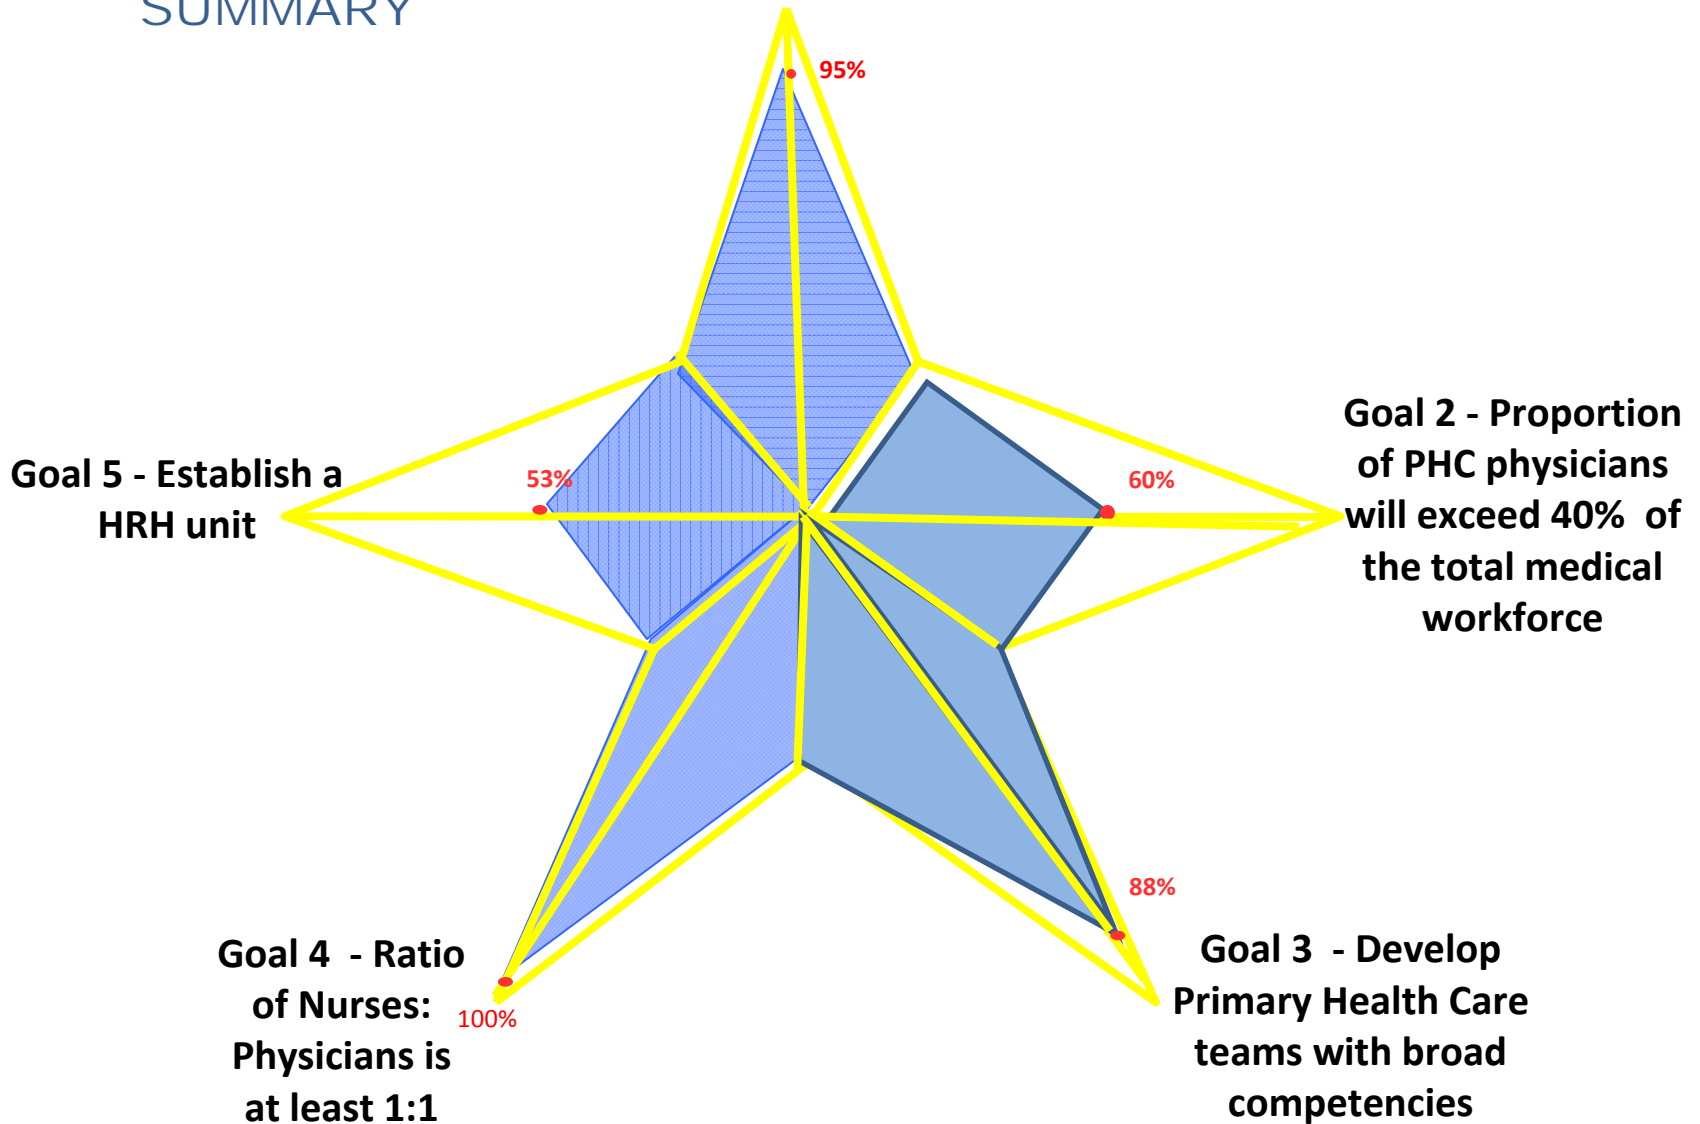 SUMMARY
95%
Goal 2 - Proportion
of PHC physicians
will exceed 40% of
the total medical
workforce
60%
Goal 5 - Establish a
HRH unit
53%
88%
Goal 3 - Develop
Primary Health Care
teams with broad
competencies
Goal 4 - Ratio
of Nurses:
Physicians is
at least 1:1
100%